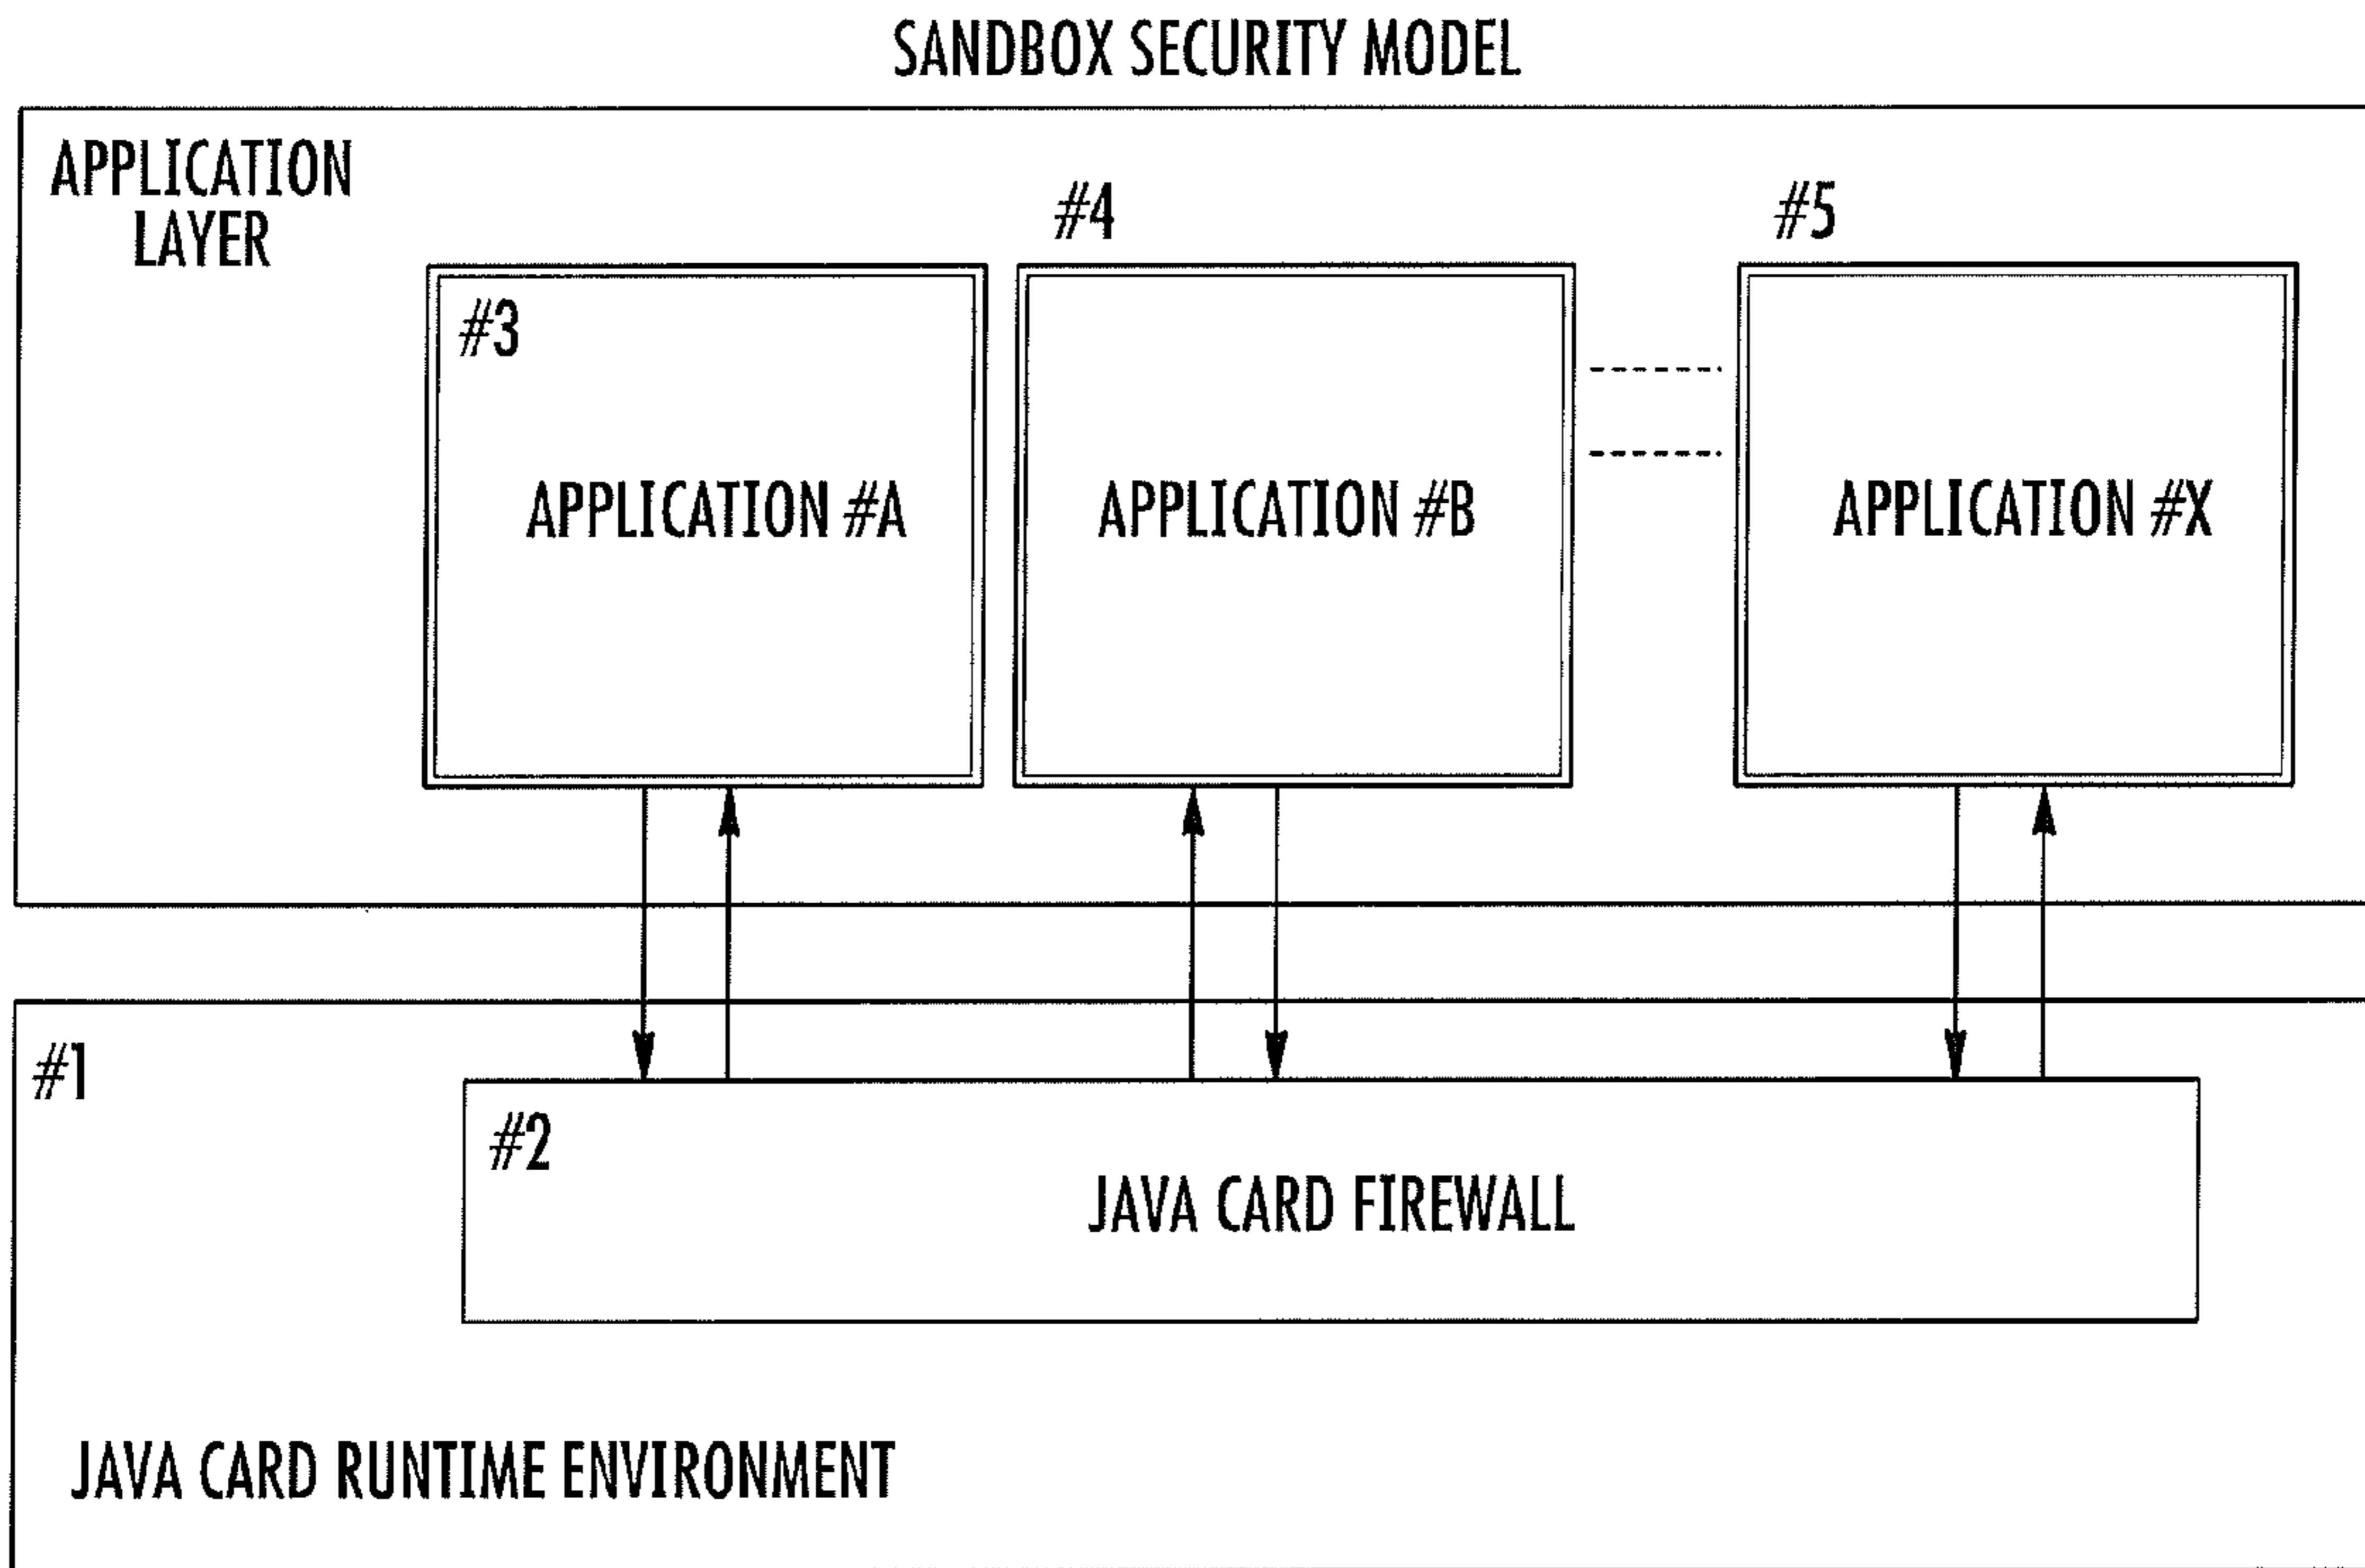 SANDBOX SECURITY MODEL
APPLICATION
LAYER
#4
#5
#3
APPLICATION #A
APPLICATION #B
APPLICATION #X
#1
#2
JAVA CARD FIREWALL
JAVA CARD RUNTIME ENVIRONMENT